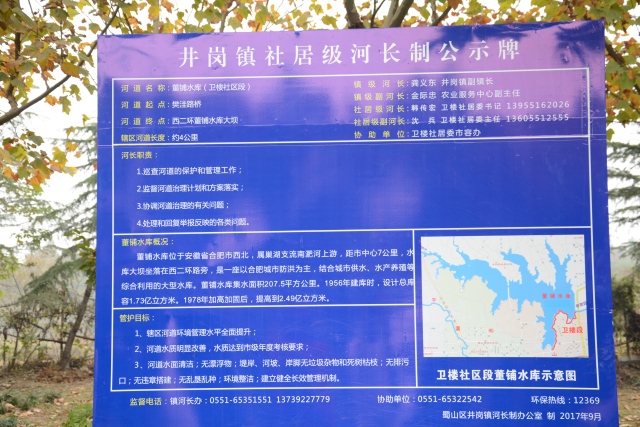 井岗镇社居级河长制公示牌
河 道 名 称：董铺水库（卫楼社区段）
河 道 起 点：樊洼路桥
河 道 终 点：西二环董铺水库大坝
辖区河道长度：约4公里
镇 级 河 长：龚义东 井岗镇副镇长
镇 级 副 河 长：金际忠 农业服务中心副主任
社 居 级 河 长：韩传宏 卫楼社居委书记 13955162026
社居级副河长：沈 兵 卫楼社居委主任 13605512555
协 助 单 位：卫楼社居委市容办
河长职责：
1.巡查河道的保护和管理工作；
2.监督河道治理计划和方案落实；
3.协调河道治理的有关问题；
4.处理和回复举报反映的各类问题。
董铺水库概况：
董铺水库位于安徽省合肥市西北，属巢湖支流南淝河上游，距市中心7公里，水
库大坝坐落在西二环路旁，是一座以合肥城市防洪为主，结合城市供水、水产养殖等
综合利用的大型水库。董铺水库集水面积207.5平方公里。1956年建库时，设计总库
容1.73亿立方米。1978年加高加固后，提高到2.49亿立方米。
管护目标：
1、辖区河道环境管理水平全面提升；
2、河道水质明显改善，水质达到市级年度考核要求；
3、河道水面清洁；无漂浮物；堤岸、河坡、岸脚无垃圾杂物和死树枯枝；无排污
口；无违章搭建；无乱垦乱种；环境整洁；建立健全长效管理机制。
董铺水库
卫楼段
卫楼社区段董铺水库示意图
监督电话：镇河长办：0551-65351551 13739227779
协助单位：0551-65322542
环保热线：12369
蜀山区井岗镇河长制办公室 制 2017年9月